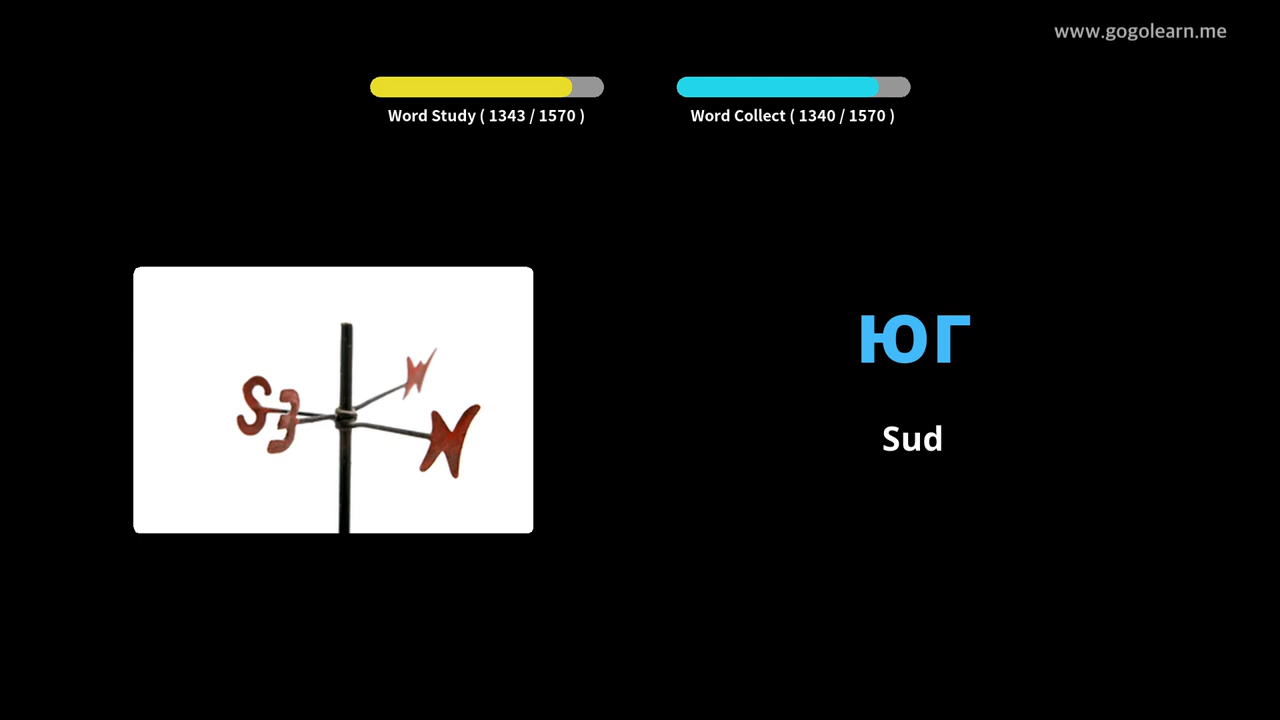 www.gogolearn.me
Word Study ( 1343 / 1570 )
Word Collect ( 1340 / 1570 )
юг
Sud
S
E
N